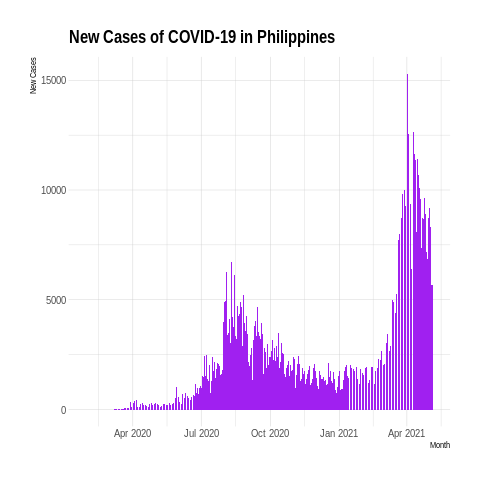 New Cases of COVID-19 in Philippines
New Cases
15000
10000
5000
0
Apr 2020 Jul 2020 Oct 2020 Jan 2021 Apr 2021
Month